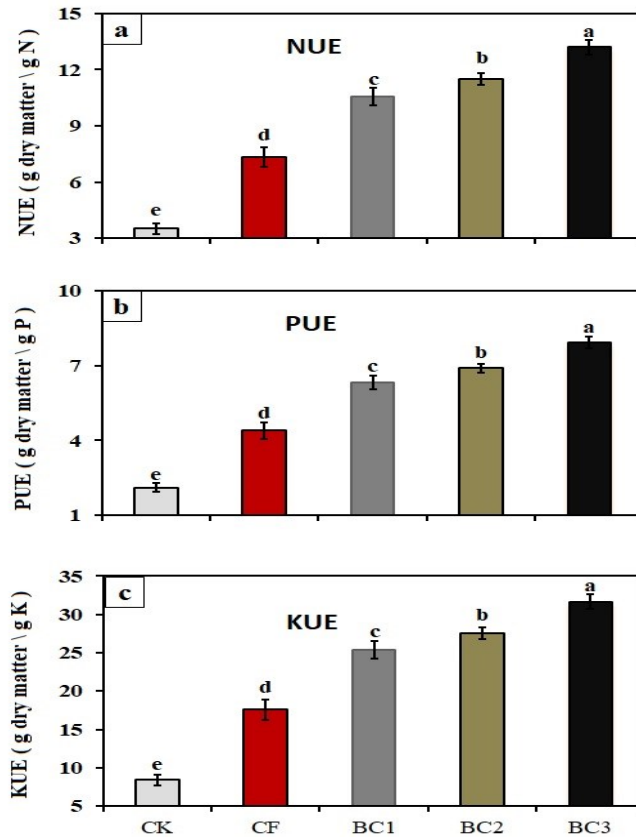 a
NUE
NUE ( g dry matter \ g N )
15
12
9
6
3
e
d
c
b
a
b
PUE
PUE ( g dry matter \ g P )
10
7
4
1
e
d
c
b
a
c
KUE
KUE ( g dry matter \ g K )
35
30
25
20
15
10
5
e
d
c
b
a
CK CF BC1 BC2 BC3